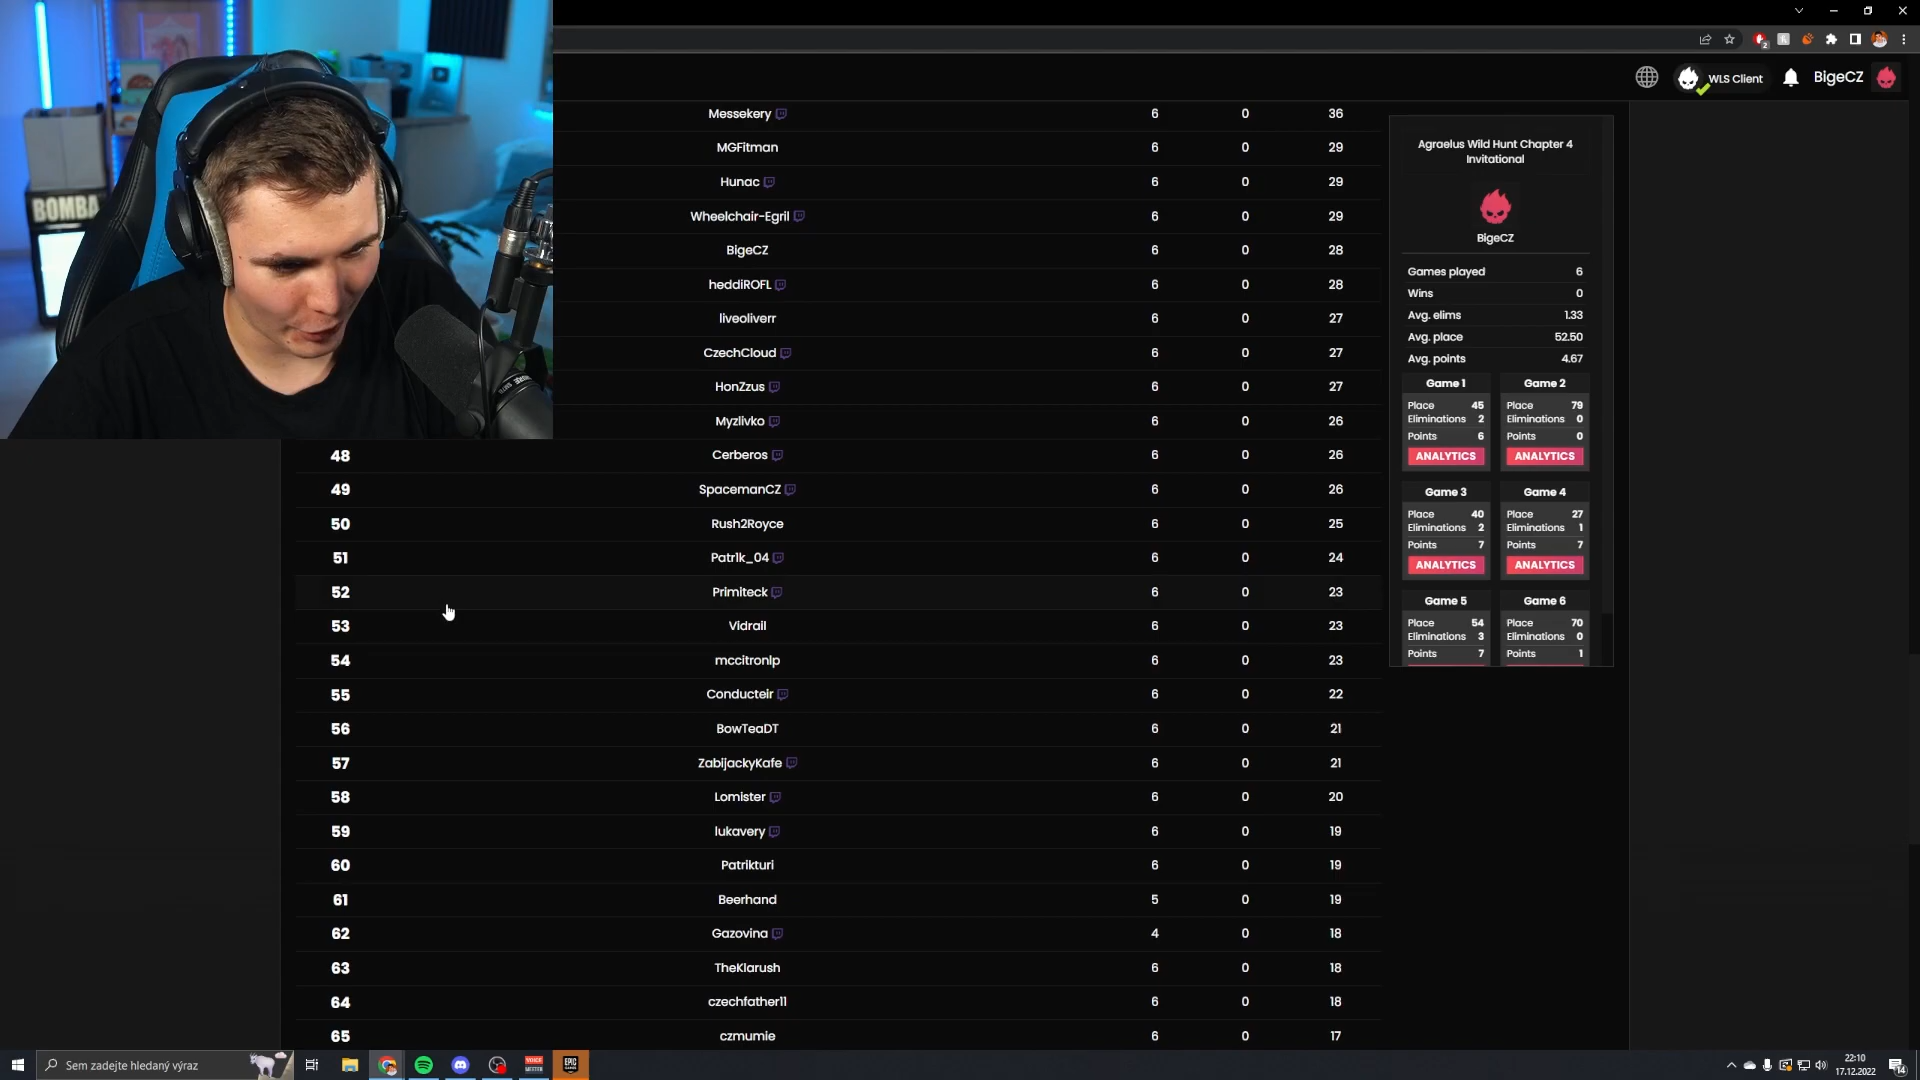 WLS Client
BigeCZ
BOMBA
Messekery 6 0 36
MGFitman 6 0 29
Hunac 6 0 29
Wheelchair-Egril 6 0 29
BigeCZ 6 0 28
heddiROFL 6 0 28
liveoliverr 6 0 27
CzechCloud 6 0 27
HonZzus 6 0 27
Myzlivko 6 0 26
48 Cerberos 6 0 26
49 SpacemanCZ 6 0 26
50 Rush2Royce 6 0 25
51 Patr1k_04 6 0 24
52 Primiteck 6 0 23
53 Vidrail 6 0 23
54 mccitronlp 6 0 23
55 Conducteir 6 0 22
56 BowTeaDT 6 0 21
57 ZabijackyKafe 6 0 21
58 Lomister 6 0 20
59 lukavery 6 0 19
60 Patrikturi 6 0 19
61 Beerhand 5 0 19
62 Gazovina 4 0 18
63 TheKlarush 6 0 18
64 czechfather11 6 0 18
65 czmumie 6 0 17
Agraelus Wild Hunt Chapter 4
Invitational
BigeCZ
Games played 6
Wins 0
Avg. elims 1.33
Avg. place 52.50
Avg. points 4.67
Game 1 Game 2
Place 45 Place 79
Eliminations 2 Eliminations 0
Points 6 Points 0
ANALYTICS ANALYTICS
Game 3 Game 4
Place 40 Place 27
Eliminations 2 Eliminations 1
Points 7 Points 7
ANALYTICS ANALYTICS
Game 5 Game 6
Place 54 Place 70
Eliminations 3 Eliminations 0
Points 7 Points 1
Sem zadejte hledaný výraz
VOICE
MEETER
EPIC
GAMES
22:10
17.12.2022
14